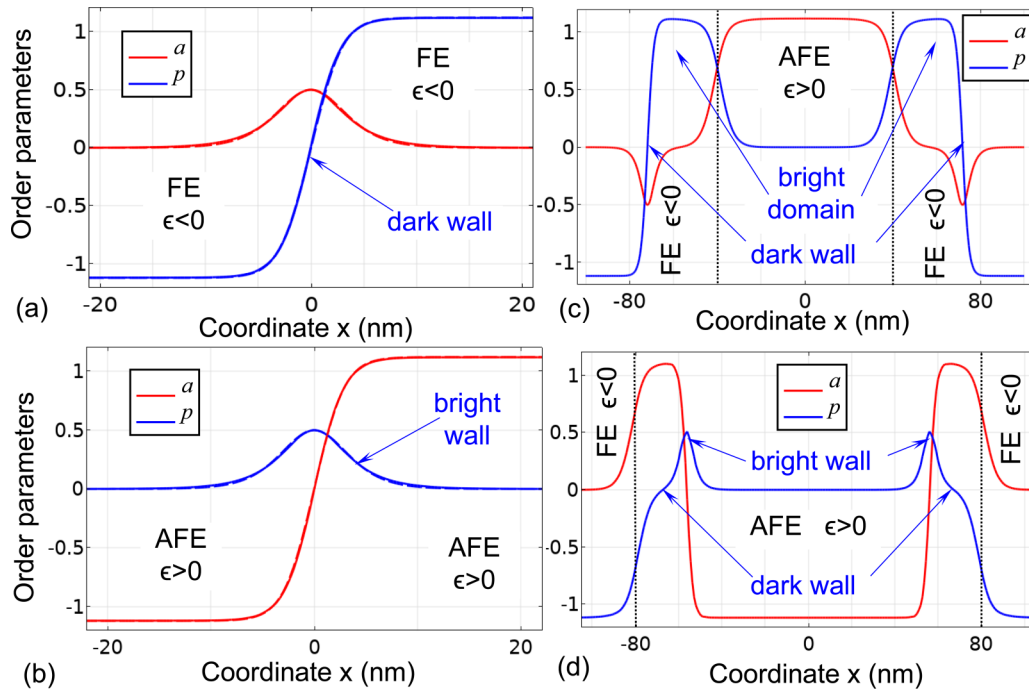 Order parameters
1
0.5
0
-0.5
-1
a
p
FE
ϵ<0
FE
ϵ<0
dark wall
-20
0
20
(a)
Coordinate x (nm)
1
0.5
0
-0.5
-1
AFE
ϵ>0
a
p
bright
domain
dark wall
FE ϵ<0
FE ϵ<0
-80
0
80
(c)
Coordinate x (nm)
Order parameters
1
0.5
0
-0.5
-1
a
p
bright
wall
AFE
ϵ>0
AFE
ϵ>0
-20
0
20
(b)
Coordinate x (nm)
1
0.5
0
-0.5
-1
FE ϵ<0
a
p
FE ϵ<0
bright wall
AFE ϵ>0
dark wall
-80
0
80
(d)
Coordinate x (nm)